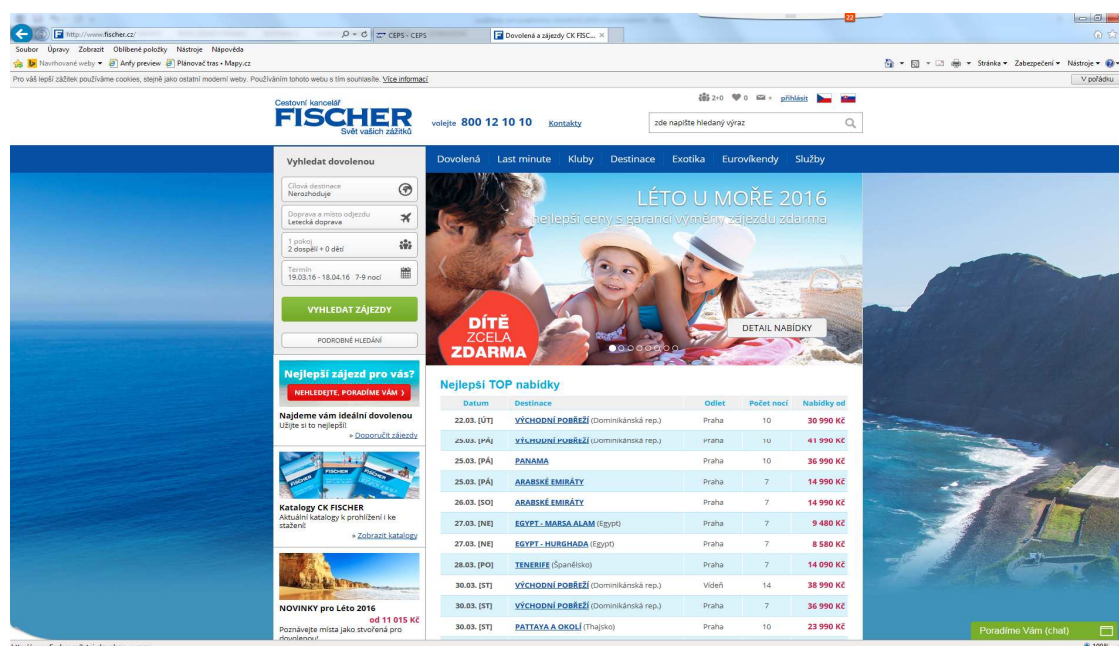 22
http://www.fischer.cz/
CEPS - CEPS
Dovolená a zájezdy CK FISC...
Soubor Úpravy Zobrazit Oblíbené položky Nástroje Nápověda
Navrhované weby Anfy preview Plánovač tras • Mapy.cz
Stránka Zabezpečení Nástroje
Pro váš lepší zážitek používáme cookies, stejně jako ostatní moderní weby. Používáním tohoto webu s tím souhlasíte. Více informací
V pořádku
Cestovní kancelář
FISCHER
Svět vašich zážitků
volejte 800 12 10 10 Kontakty
2+0 0 přihlásit
zde napište hledaný výraz
Vyhledat dovolenou
Dovolená Last minute Kluby Destinace Exotika Eurovíkendy Služby
Cílová destinace
Nerozhoduje
Doprava a místo odjezdu
Letecká doprava
1 pokoj
2 dospělí + 0 dětí
Termín
19.03.16 - 18.04.16 7-9 nocí
VYHLEDAT ZÁJEZDY
PODROBNÉ HLEDÁNÍ
LÉTO U MOŘE 2016
nejlepší ceny s garancí výměny zájezdu zdarma
DÍTĚ
ZCELA
ZDARMA
DETAIL NABÍDKY
Nejlepší zájezd pro vás?
NEHLEDEJTE, PORADÍME VÁM
Najdeme vám ideální dovolenou
Užijte si to nejlepší!
» Doporučit zájezdy
FISCHER FISCHER FISCHER
Katalogy CK FISCHER
Aktuální katalogy k prohlížení i ke
stažení!
» Zobrazit katalogy
NOVINKY pro Léto 2016
od 11 015 Kč
Poznávejte místa jako stvořená pro
dovolenou!
Nejlepší TOP nabídky
Datum Destinace Odlet Počet nocí Nabídky od
22.03. [ÚT] VÝCHODNÍ POBŘEŽÍ (Dominikánská rep.) Praha 10 30 990 Kč
25.03. [PÁ] VÝCHODNÍ POBŘEŽÍ (Dominikánská rep.) Praha 10 41 990 Kč
25.03. [PÁ] PANAMA Praha 10 36 990 Kč
25.03. [PÁ] ARABSKÉ EMIRÁTY Praha 7 14 990 Kč
26.03. [SO] ARABSKÉ EMIRÁTY Praha 7 14 990 Kč
27.03. [NE] EGYPT - MARSA ALAM (Egypt) Praha 7 9 480 Kč
27.03. [NE] EGYPT - HURGHADA (Egypt) Praha 7 8 580 Kč
28.03. [PO] TENERIFE (Španělsko) Praha 7 14 090 Kč
30.03. [ST] VÝCHODNÍ POBŘEŽÍ (Dominikánská rep.) Vídeň 14 38 990 Kč
30.03. [ST] VÝCHODNÍ POBŘEŽÍ (Dominikánská rep.) Praha 7 36 990 Kč
30.03. [ST] PATTAYA A OKOLÍ (Thajsko) Praha 10 23 990 Kč
Poradíme Vám (chat)